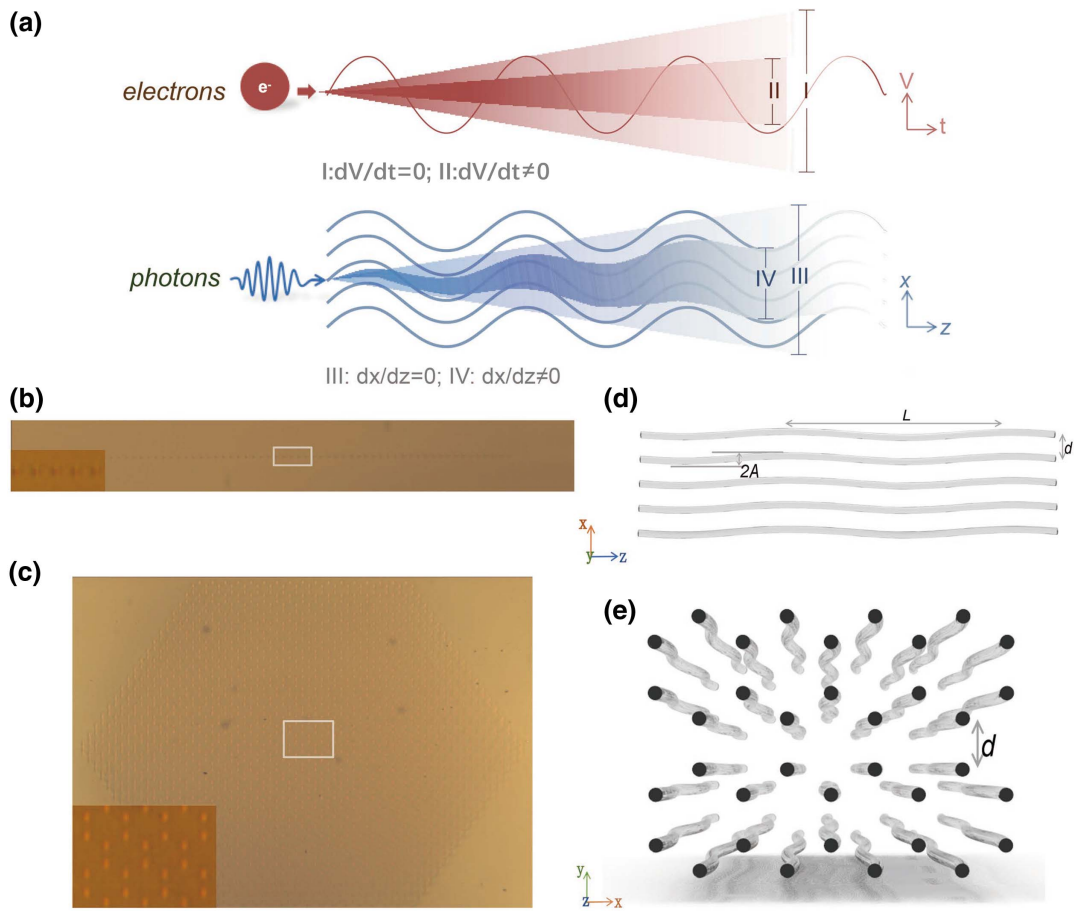 (a)
electrons
e-
II
I
V
t
I:dV/dt=0; II:dV/dt≠0
photons
IV
III
x
z
III: dx/dz=0; IV: dx/dz≠0
(b)
(d)
L
d
2A
x
y
z
(c)
(e)
d
y
z
x